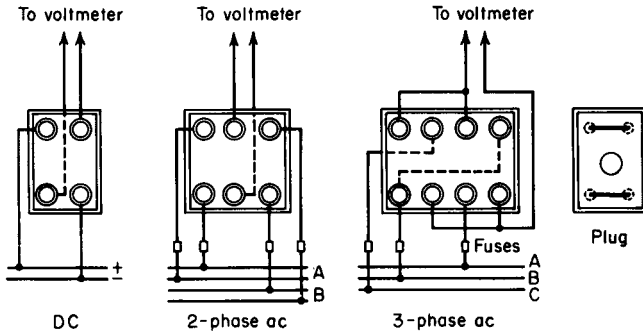 To voltmeter
To voltmeter
To voltmeter
Fuses
Plug
+
−
A
B
A
B
C
DC
2-phase ac
3-phase ac